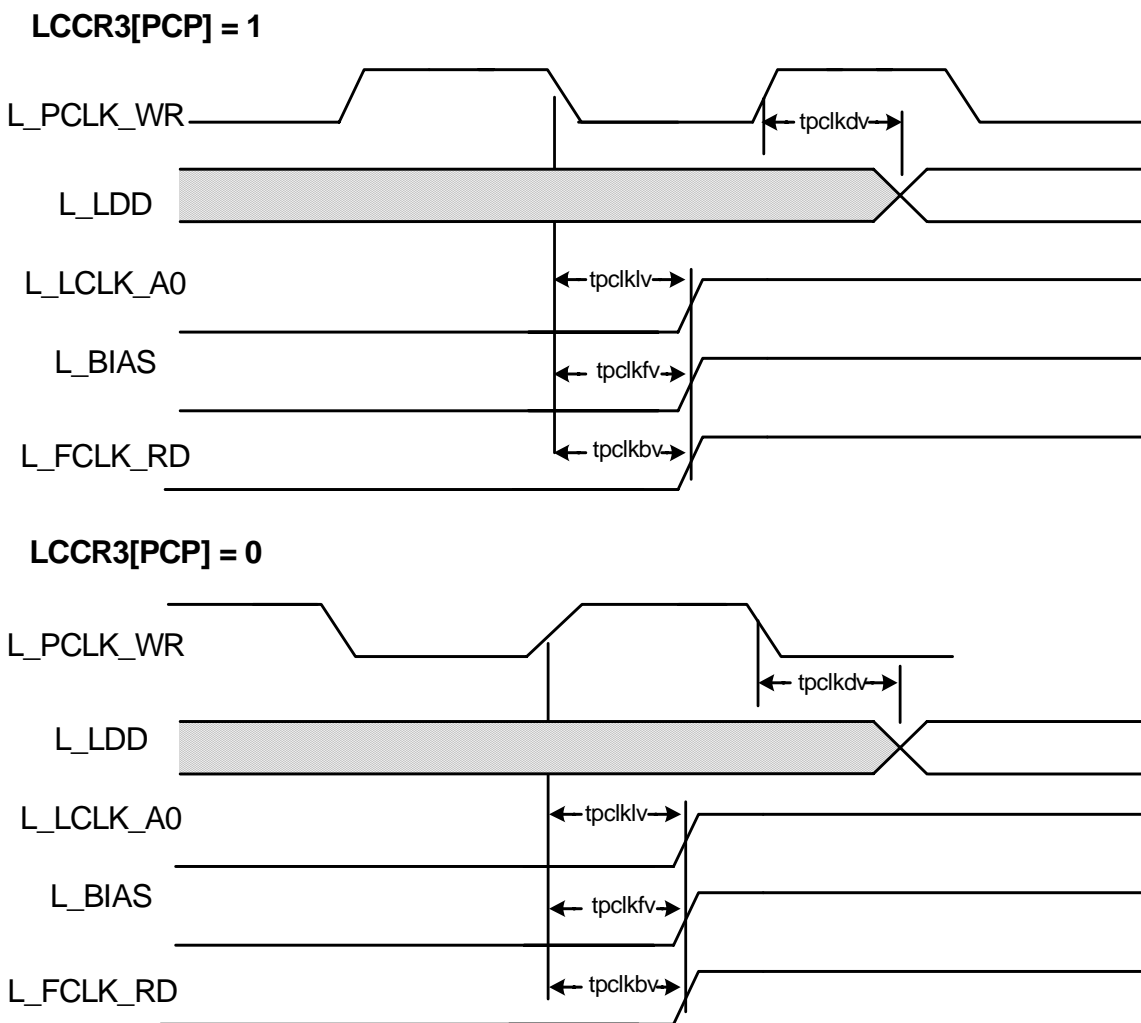 LCCR3[PCP] = 1
L_PCLK_WR
tpclkdv
L_LDD
L_LCLK_A0
tpclklv
L_BIAS
tpclkfv
L_FCLK_RD
tpclkbv
LCCR3[PCP] = 0
L_PCLK_WR
tpclkdv
L_LDD
L_LCLK_A0
tpclklv
L_BIAS
tpclkfv
L_FCLK_RD
tpclkbv